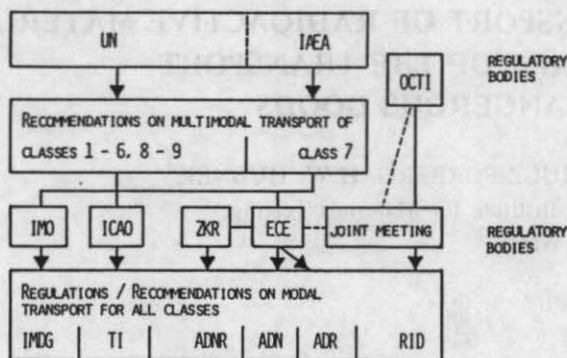 UN IAEA
OCTI
REGULATORY
BODIES
RECOMMENDATIONS ON MULTIMODAL TRANSPORT OF
CLASSES 1 - 6, 8 - 9 CLASS 7
IMO ICAO ZKR ECE JOINT MEETING
REGULATORY
BODIES
REGULATIONS / RECOMMENDATIONS ON MODAL
TRANSPORT FOR ALL CLASSES
IMDG TI ADNR ADN ADR RID